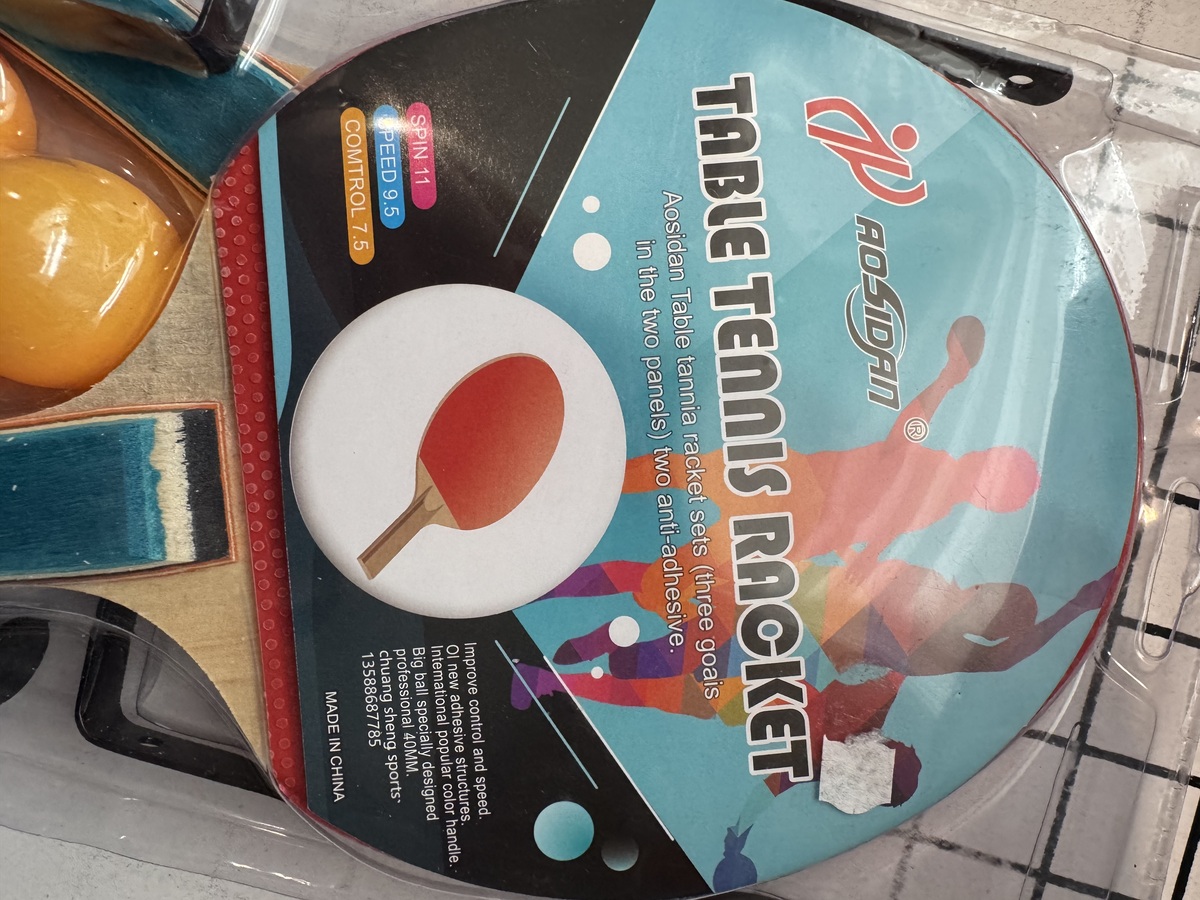 AOSIDAN®
TABLE TENNIS RACKET
Aosidan Table tannia racket sets (three goais
in the two panels) two anti-adhesive.
SPIN 11
SPEED 9.5
COMTROL 7.5
Improve control and speed.
Ol new adhesive structures.
International popular color handle.
Big ball specially designed
professional 40MM.
chuang sheng sports'
13588687785
MADE IN CHINA